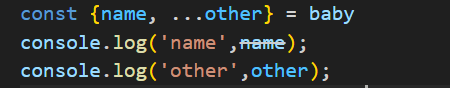 const {name, ...other} = baby
console.log('name',name);
console.log('other',other);